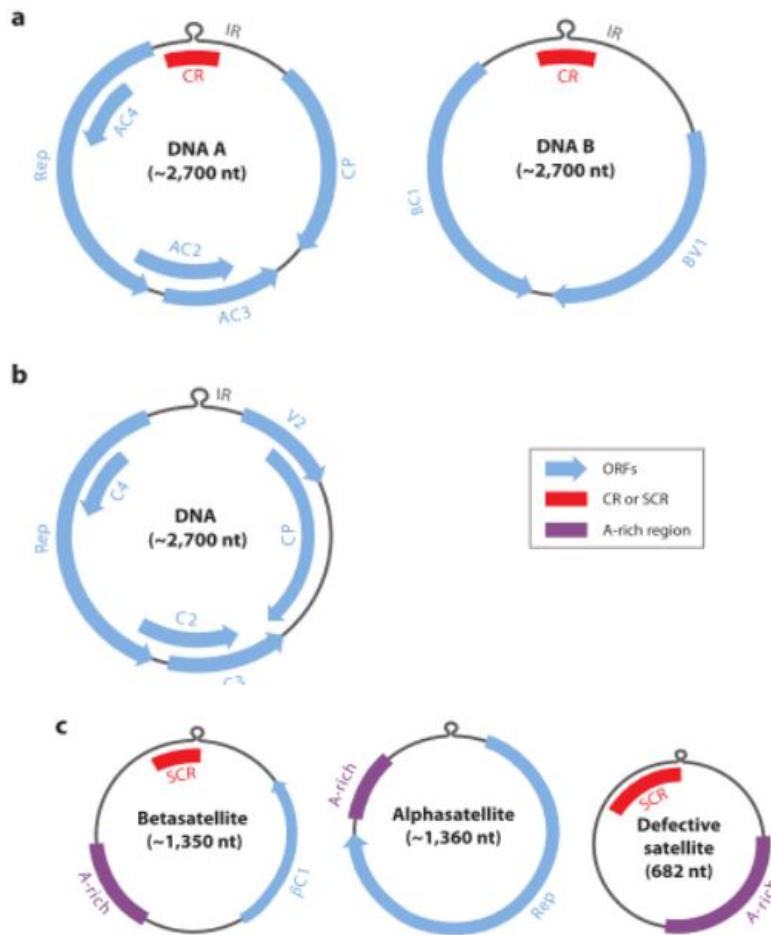 a
IR
IR
CR
CR
AC4
Rep
DNA A
(~2,700 nt)
CP
DNA B
(~2,700 nt)
BC1
BV1
AC2
AC3
b
IR
V2
C4
Rep
DNA
(~2,700 nt)
CP
C2
C3
ORFs
CR or SCR
A-rich region
c
SCR
Betasatellite
(~1,350 nt)
A-rich
βC1
A-rich
Alphasatellite
(~1,360 nt)
Rep
SCR
Defective
satellite
(682 nt)
A-rich